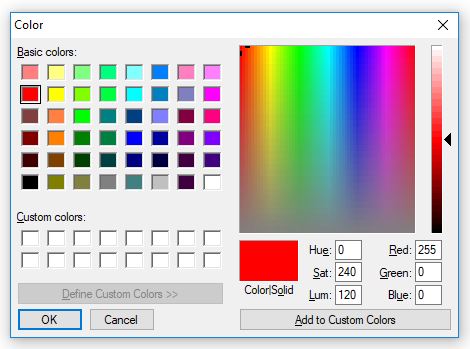 Color
Basic colors:
Custom colors:
Define Custom Colors >>
OK
Cancel
Color|Solid
Hue: 0
Sat: 240
Lum: 120
Red: 255
Green: 0
Blue: 0
Add to Custom Colors